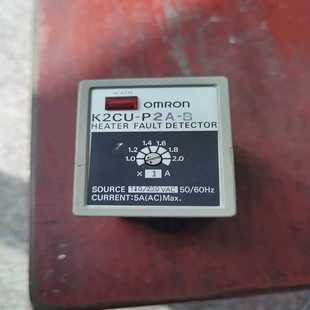 OMRON
K2CU-P2A-B
HEATER FAULT DETECTOR
1.4 1.6
1.2 1.8
1.0 2.0
× 1 A
SOURCE 110/220 VAC 50/60Hz
CURRENT:5A(AC)Max.